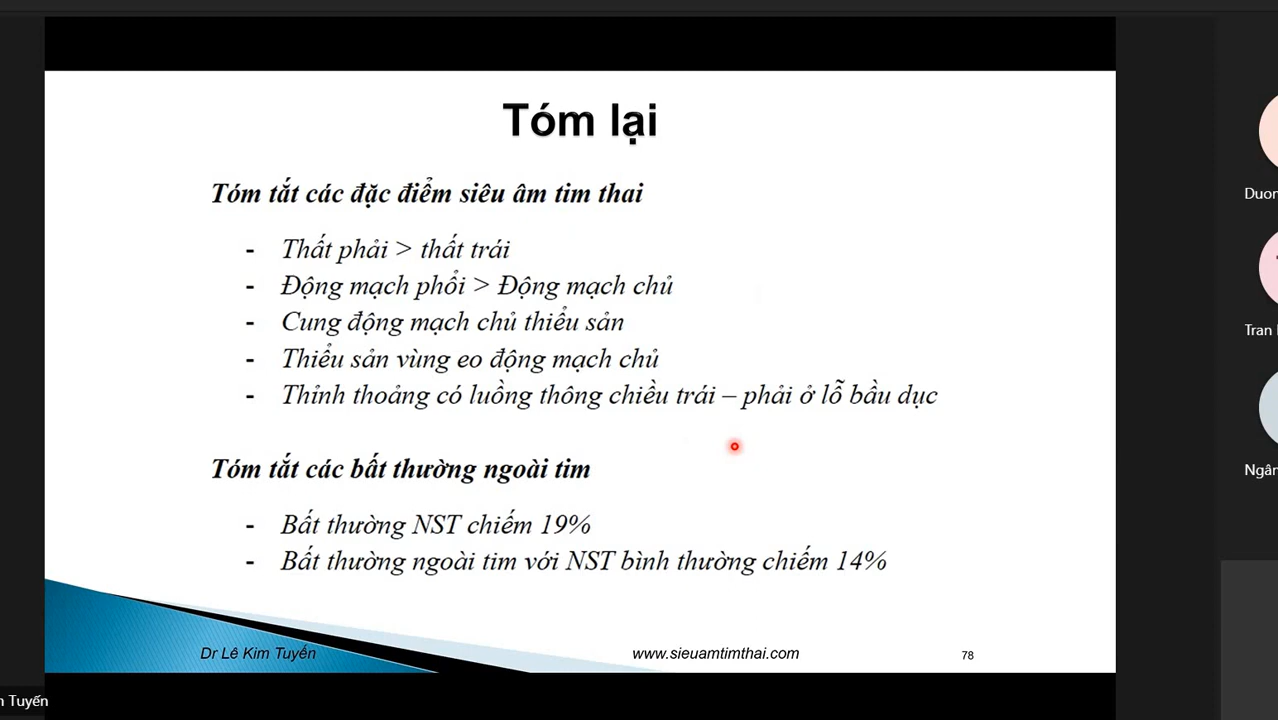 Tóm lại
Tóm tắt các đặc điểm siêu âm tim thai
- Thất phải > thất trái
- Động mạch phổi > Động mạch chủ
- Cung động mạch chủ thiểu sản
- Thiểu sản vùng eo động mạch chủ
- Thỉnh thoảng có luồng thông chiều trái – phải ở lỗ bầu dục
Tóm tắt các bất thường ngoài tim
- Bất thường NST chiếm 19%
- Bất thường ngoài tim với NST bình thường chiếm 14%
Dr Lê Kim Tuyến
www.sieuamtimthai.com
78
Duon
Tran
Ngân
Tuyến